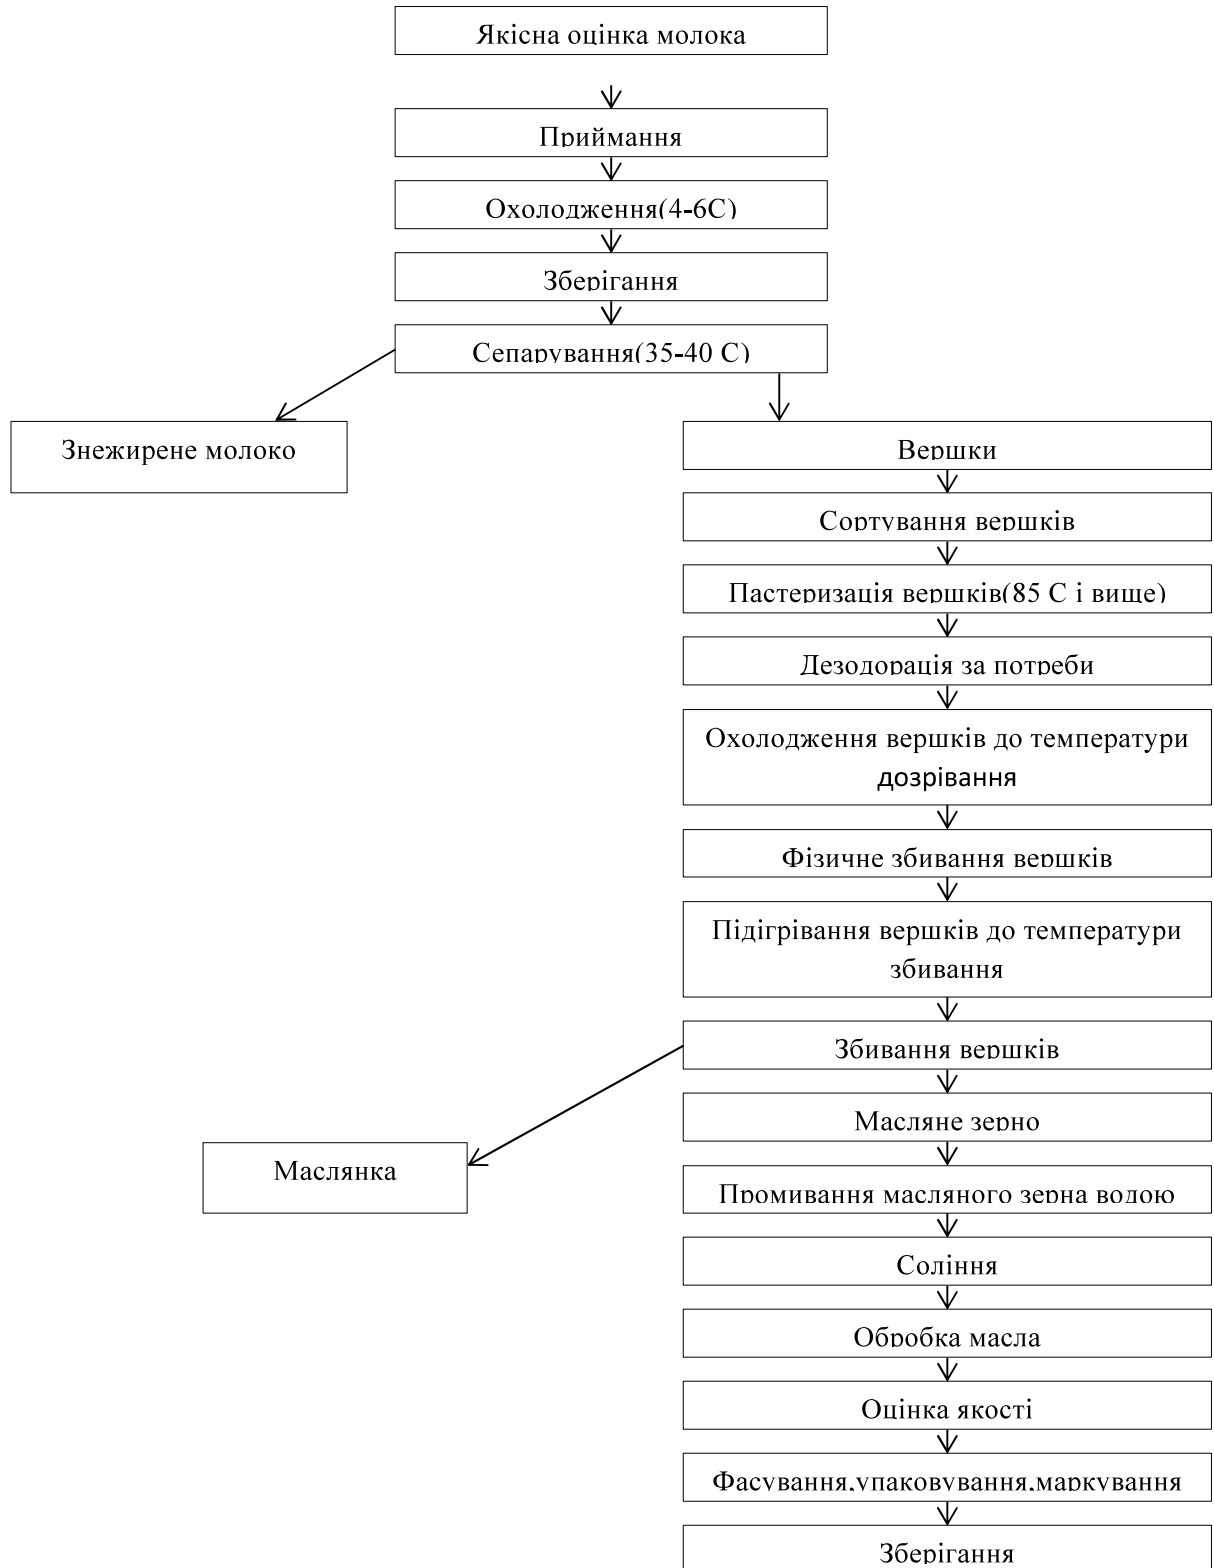 Якісна оцінка молока
Приймання
Охолодження(4-6С)
Зберігання
Сепарування(35-40 С)
Знежирене молоко
Вершки
Сортування вершків
Пастеризація вершків(85 С і вище)
Дезодорація за потреби
Охолодження вершків до температури
дозрівання
Фізичне збивання вершків
Підігрівання вершків до температури
збивання
Збивання вершків
Масляне зерно
Маслянка
Промивання масляного зерна водою
Соління
Обробка масла
Оцінка якості
Фасування,упаковування,маркування
Зберігання